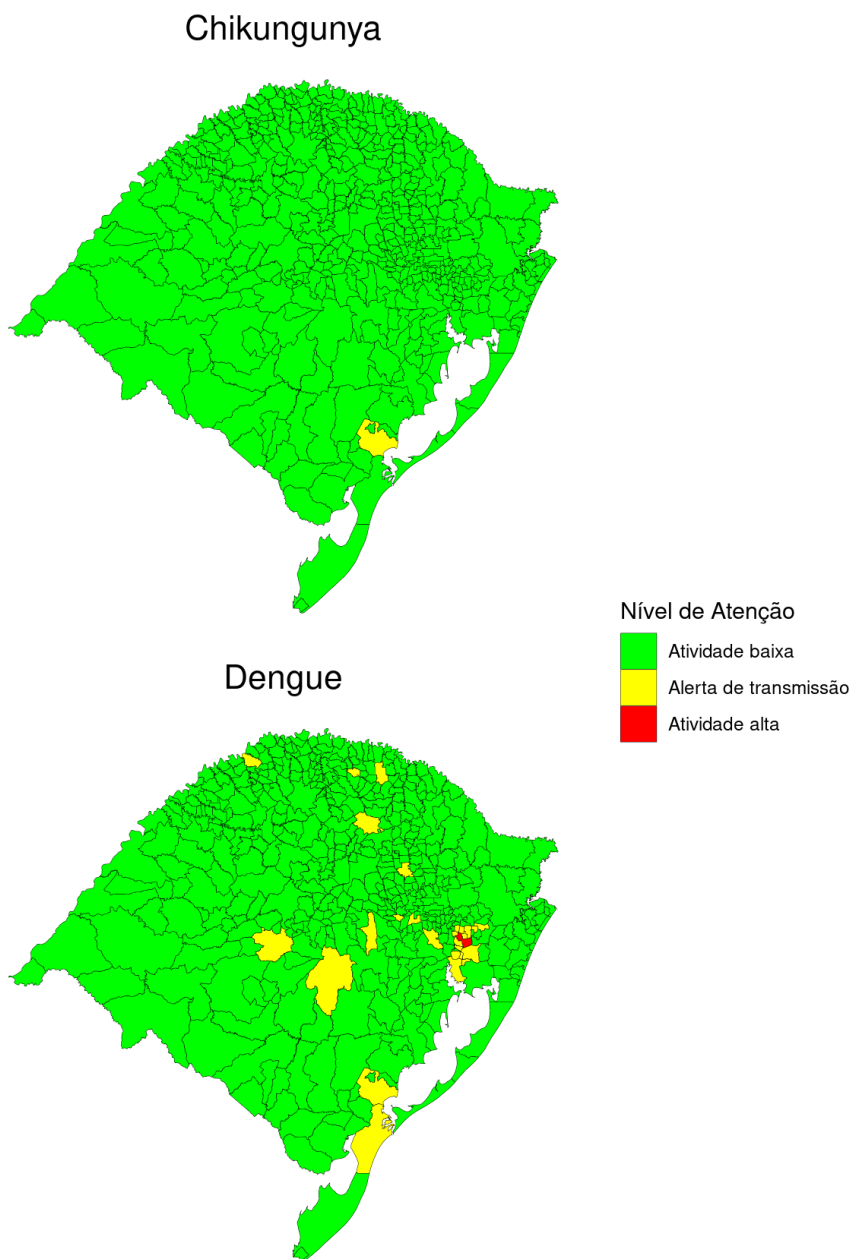 Chikungunya
Nível de Atenção
Atividade baixa
Alerta de transmissão
Atividade alta
Dengue